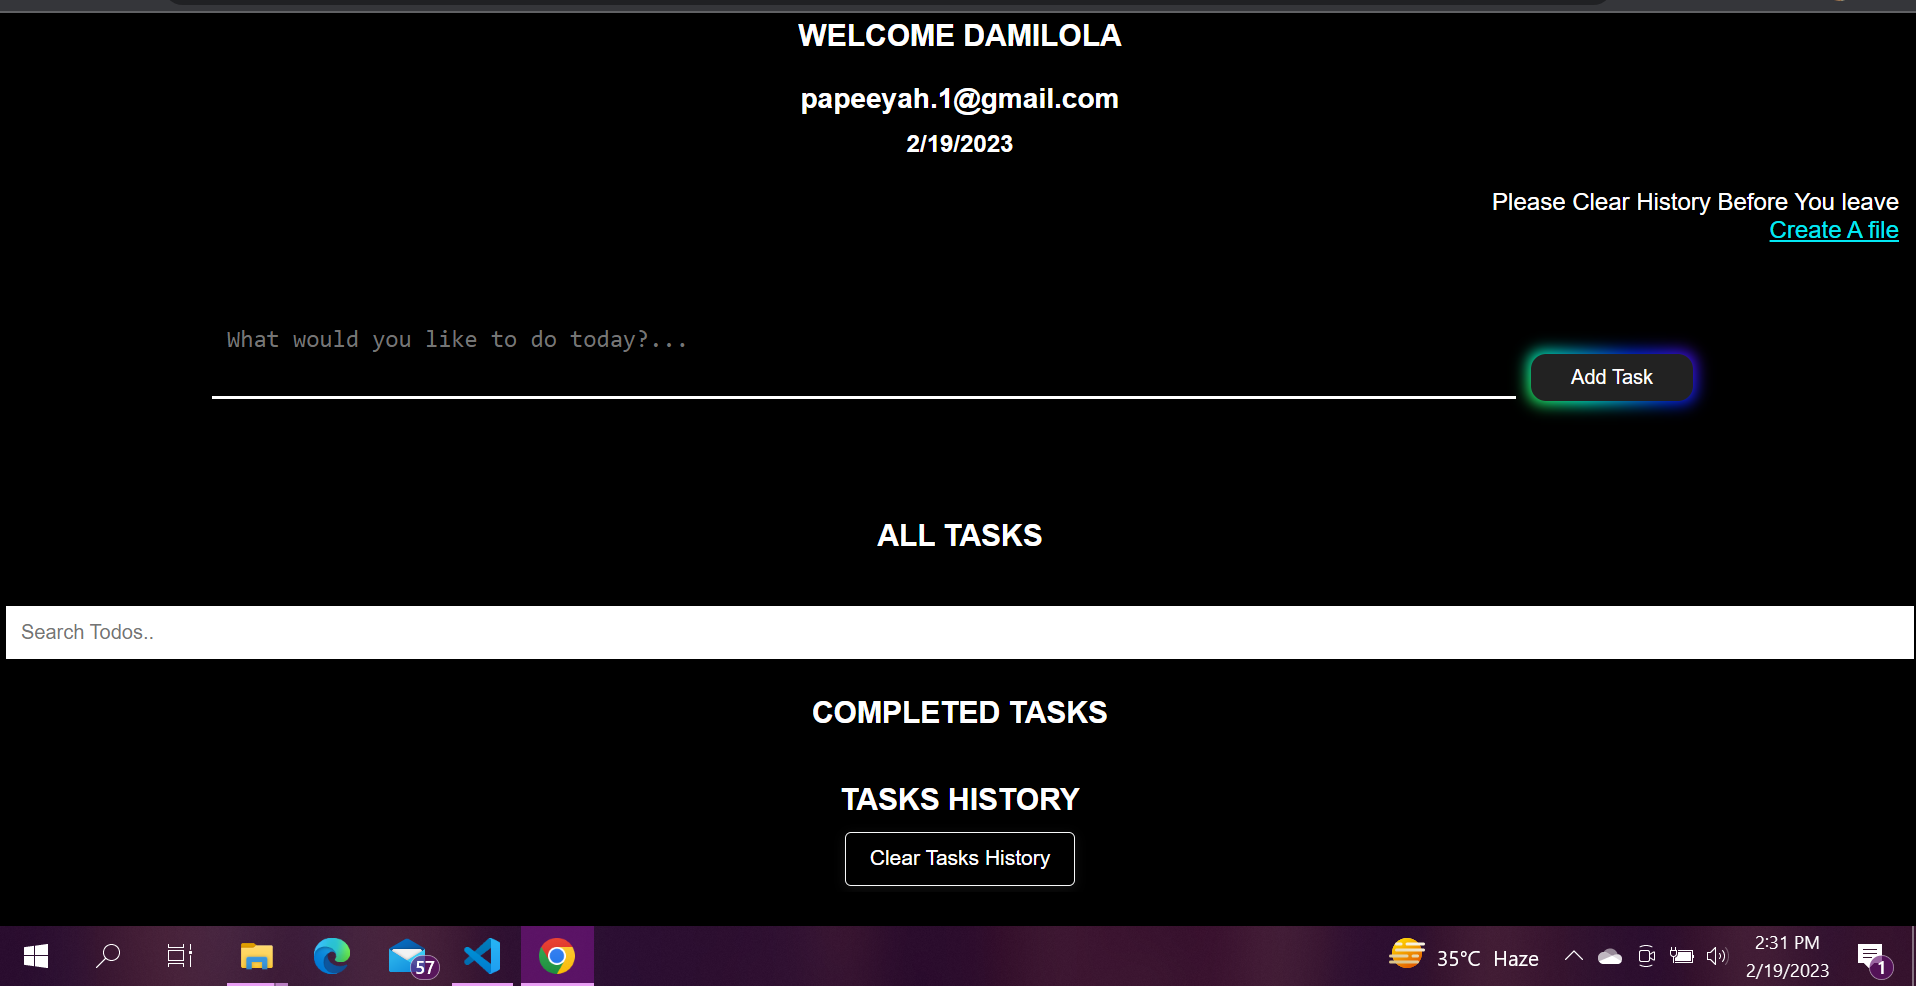 WELCOME DAMILOLA
papeeyah.1@gmail.com
2/19/2023
Please Clear History Before You leave
Create A file
What would you like to do today?...
Add Task
ALL TASKS
Search Todos..
COMPLETED TASKS
TASKS HISTORY
Clear Tasks History
57
35°C Haze
2:31 PM
2/19/2023
1